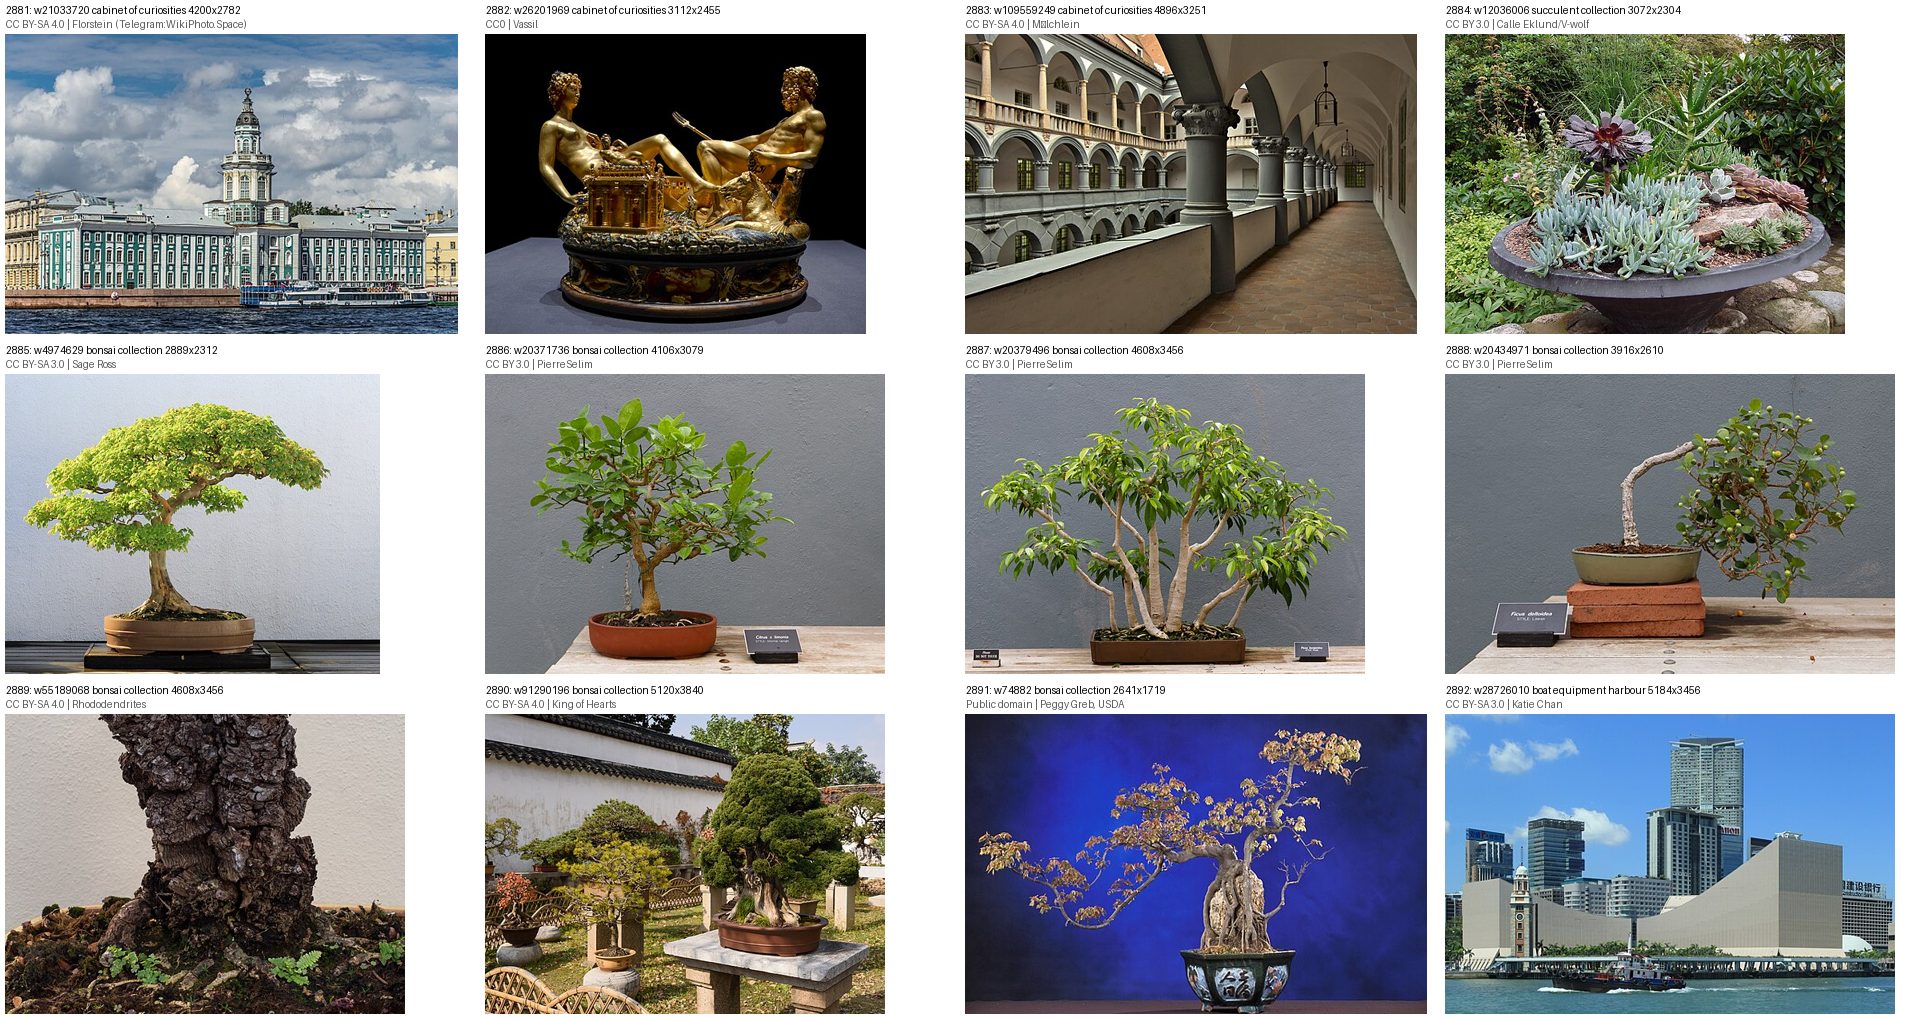 2881: w21033720 cabinet of curiosities 4200x2782
CC BY-SA 4.0 | Florstein (Telegram:WikiPhoto.Space)
2882: w26201969 cabinet of curiosities 3112x2455
CC0 | Vassil
2883: w109559249 cabinet of curiosities 4896x3251
CC BY-SA 4.0 |
2884: w12036006 succulent collection 3072x2304
CC BY 3.0 | Calle Eklund/V-wolf
2885: w4974629 bonsai collection 2889x2312
CC BY-SA 3.0 | Sage Ross
2886: w20371736 bonsai collection 4106x3079
CC BY 3.0 | PierreSelim
2887: w20379496 bonsai collection 4608x3456
CC BY 3.0 | PierreSelim
2888: w20434971 bonsai collection 3916x2610
CC BY 3.0 | PierreSelim
Citrus x limonia
Ficus deltoidea
2889: w55189068 bonsai collection 4608x3456
CC BY-SA 4.0 | Rhododendrites
2890: w91290196 bonsai collection 5120x3840
CC BY-SA 4.0 | King of Hearts
2891: w74882 bonsai collection 2641x1719
Public domain | Peggy Greb, USDA
2892: w28726010 boat equipment harbour 5184x3456
CC BY-SA 3.0 | Katie Chan
建設銀行